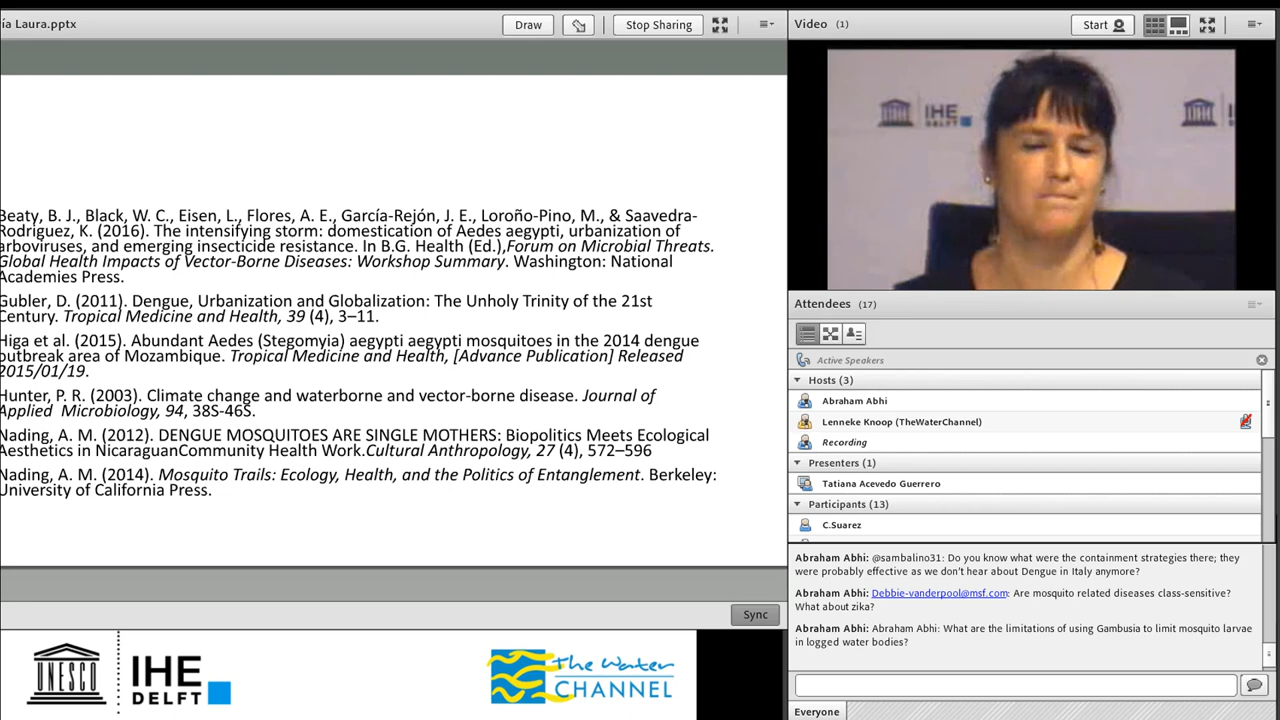 ía Laura.pptx
Draw
Stop Sharing
Video (1)
Start
IHE
DELFT
Beaty, B. J., Black, W. C., Eisen, L., Flores, A. E., García-Rejón, J. E., Loroño-Pino, M., & Saavedra-
Rodriguez, K. (2016). The intensifying storm: domestication of Aedes aegypti, urbanization of
arboviruses, and emerging insecticide resistance. In B.G. Health (Ed.),Forum on Microbial Threats.
Global Health Impacts of Vector-Borne Diseases: Workshop Summary. Washington: National
Academies Press.
Gubler, D. (2011). Dengue, Urbanization and Globalization: The Unholy Trinity of the 21st
Century. Tropical Medicine and Health, 39 (4), 3–11.
Higa et al. (2015). Abundant Aedes (Stegomyia) aegypti aegypti mosquitoes in the 2014 dengue
outbreak area of Mozambique. Tropical Medicine and Health, [Advance Publication] Released
2015/01/19.
Hunter, P. R. (2003). Climate change and waterborne and vector-borne disease. Journal of
Applied Microbiology, 94, 38S-46S.
Nading, A. M. (2012). DENGUE MOSQUITOES ARE SINGLE MOTHERS: Biopolitics Meets Ecological
Aesthetics in NicaraguanCommunity Health Work.Cultural Anthropology, 27 (4), 572–596
Nading, A. M. (2014). Mosquito Trails: Ecology, Health, and the Politics of Entanglement. Berkeley:
University of California Press.
Sync
UNESCO
IHE
DELFT
The Water
CHANNEL
Attendees (17)
Active Speakers
Hosts (3)
Abraham Abhi
Lenneke Knoop (TheWaterChannel)
Recording
Presenters (1)
Tatiana Acevedo Guerrero
Participants (13)
C.Suarez
Abraham Abhi: @sambalino31: Do you know what were the containment strategies there; they
were probably effective as we don't hear about Dengue in Italy anymore?
Abraham Abhi: Debbie-vanderpool@msf.com: Are mosquito related diseases class-sensitive?
What about zika?
Abraham Abhi: Abraham Abhi: What are the limitations of using Gambusia to limit mosquito larvae
in logged water bodies?
Everyone